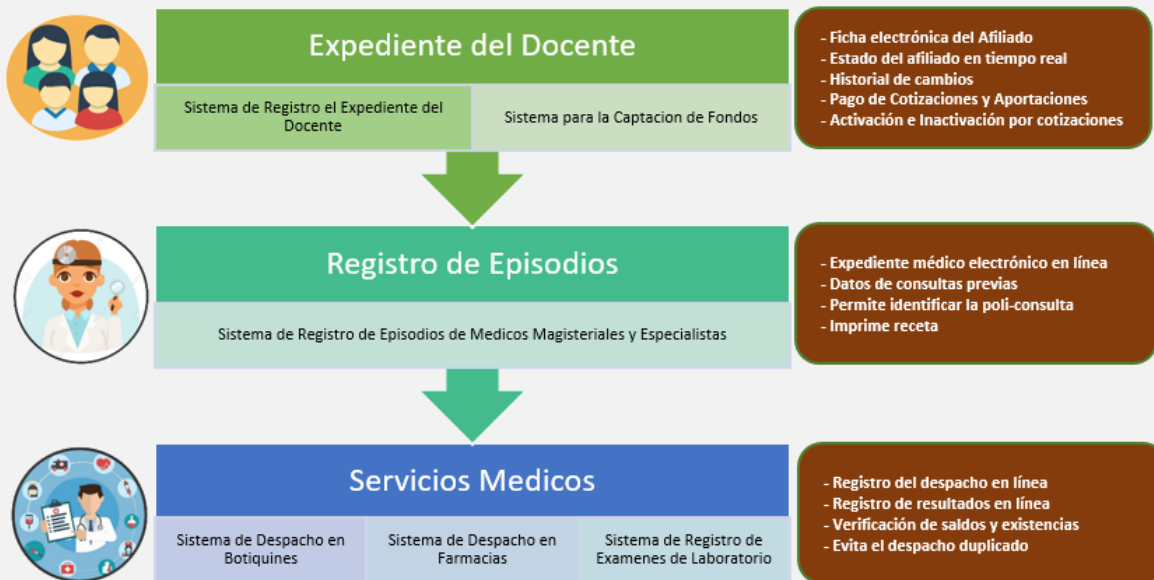 Expediente del Docente
Sistema de Registro el Expediente del
Docente
Sistema para la Captacion de Fondos
- Ficha electrónica del Afiliado
- Estado del afiliado en tiempo real
- Historial de cambios
- Pago de Cotizaciones y Aportaciones
- Activación e Inactivación por cotizaciones
Registro de Episodios
Sistema de Registro de Episodios de Medicos Magisteriales y Especialistas
- Expediente médico electrónico en línea
- Datos de consultas previas
- Permite identificar la poli-consulta
- Imprime receta
Servicios Medicos
Sistema de Despacho en
Botiquines
Sistema de Despacho en
Farmacias
Sistema de Registro de
Examenes de Laboratorio
- Registro del despacho en línea
- Registro de resultados en línea
- Verificación de saldos y existencias
- Evita el despacho duplicado